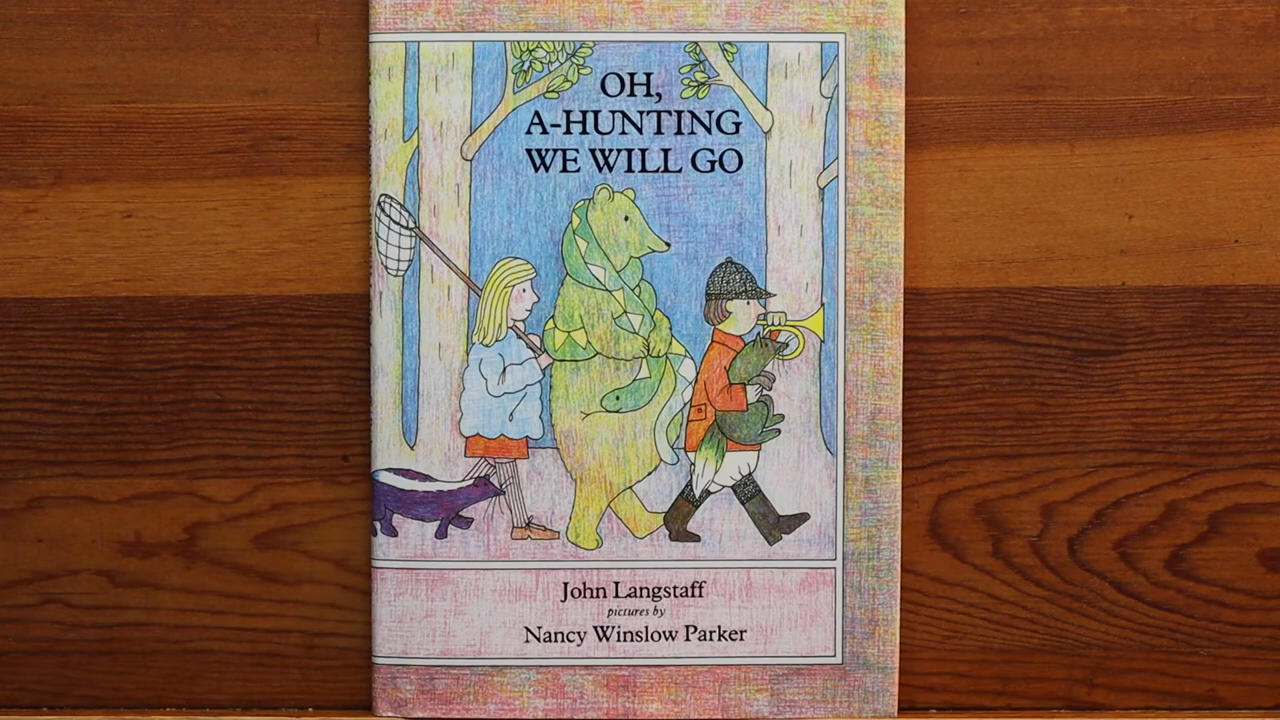 OH,
A-HUNTING
WE WILL GO
John Langstaff
pictures by
Nancy Winslow Parker